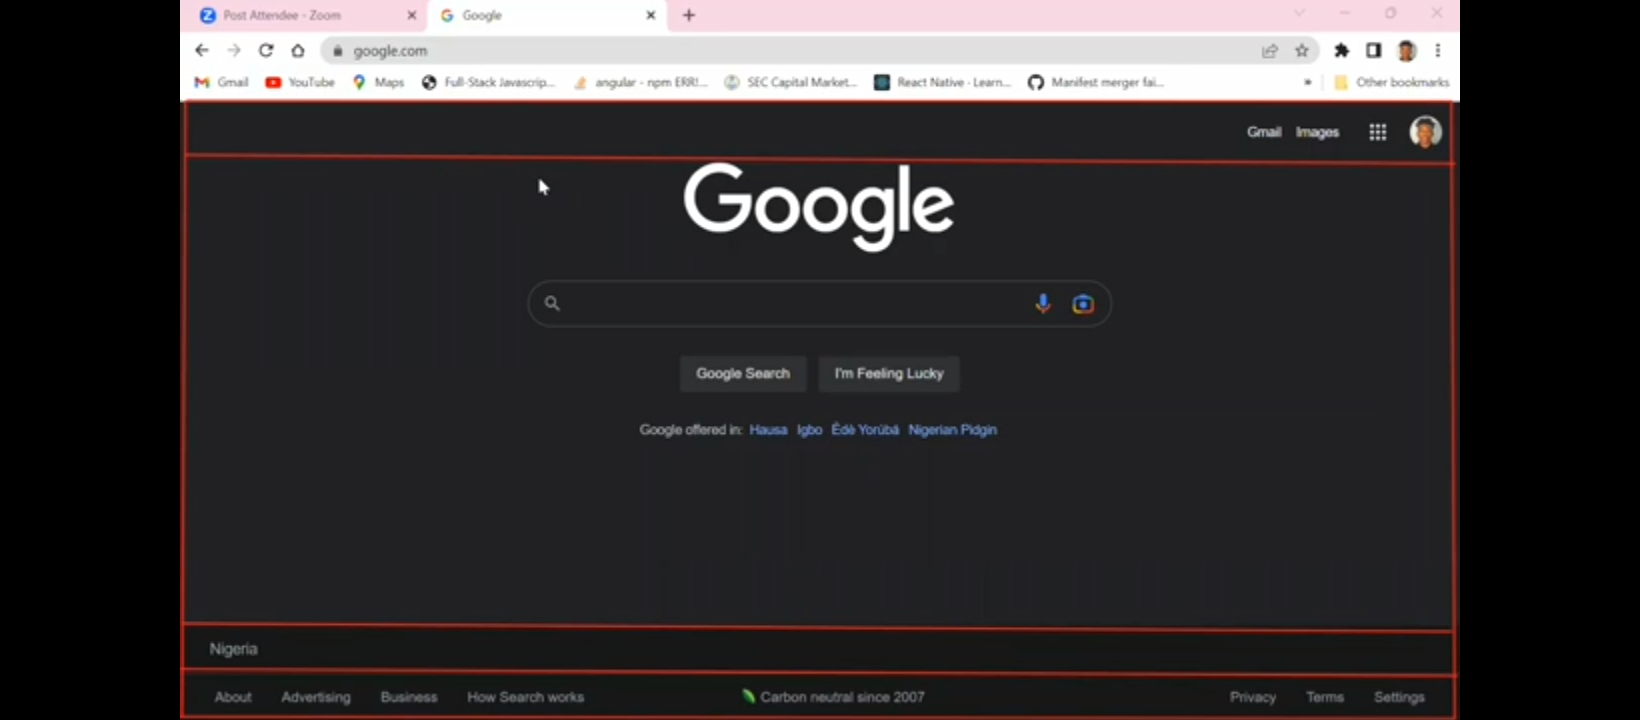 Post Attendee - Zoom
Google
google.com
Gmail YouTube Maps Full-Stack Javascrip... angular - npm ERR!... SEC Capital Market... React Native · Learn... Manifest merger fai... » Other bookmarks
Gmail Images
Google
Google Search I'm Feeling Lucky
Google offered in: Hausa Igbo Èdè Yorùbá Nigerian Pidgin
Nigeria
About Advertising Business How Search works Carbon neutral since 2007 Privacy Terms Settings